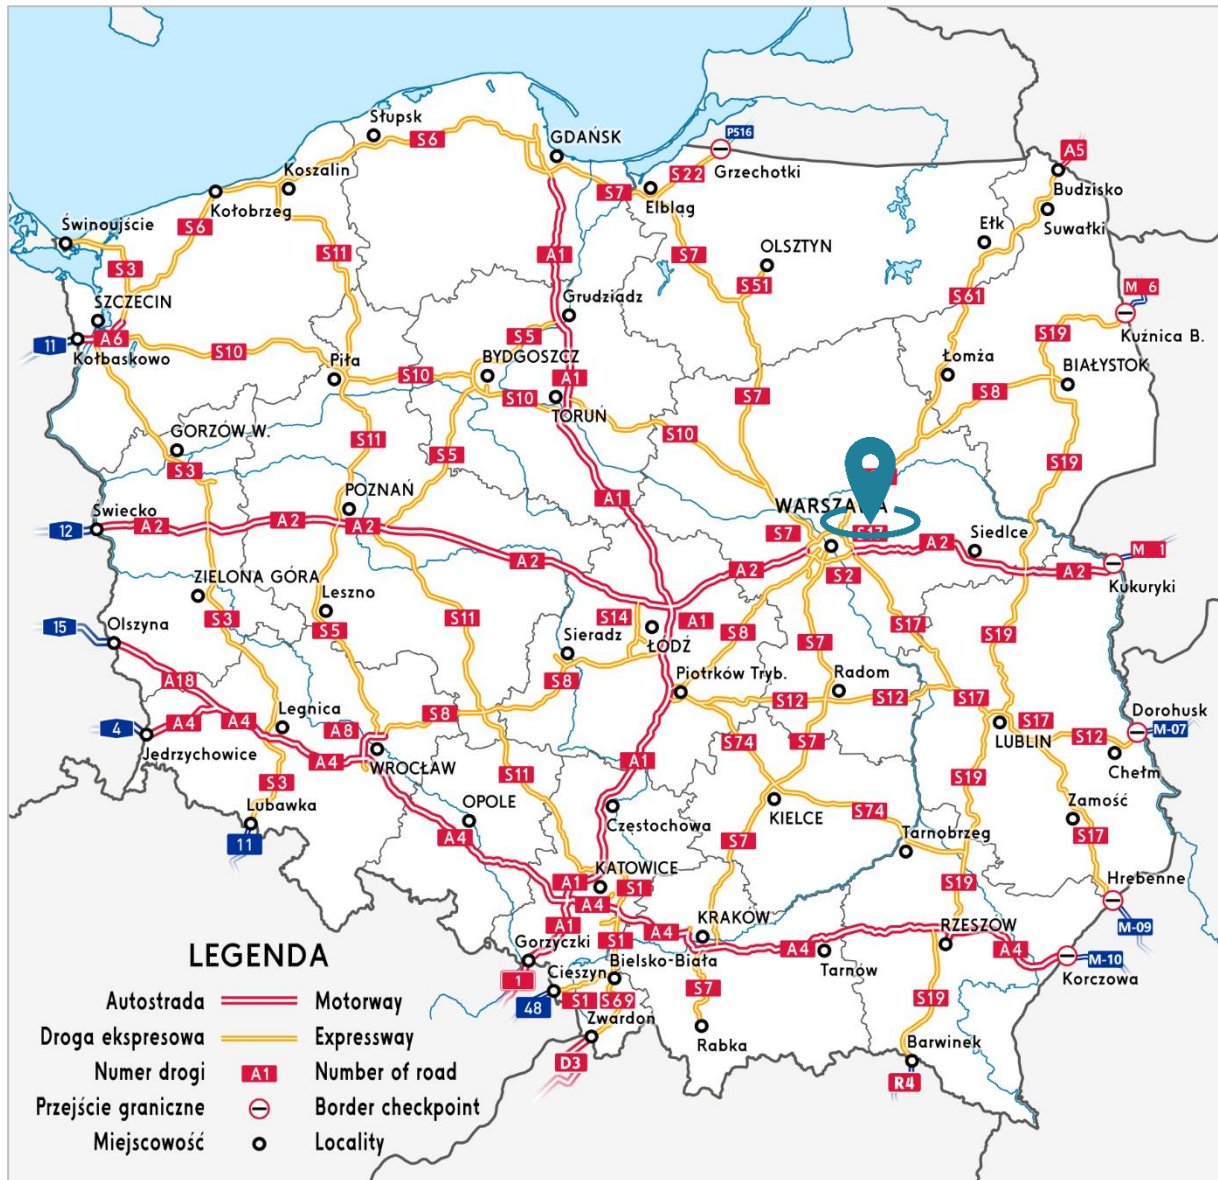 Słupsk
S6
GDAŃSK
P516
Grzechotki
S22
A5
Budzisko
Suwałki
Koszalin
Kołobrzeg
S6
S7
Elbląg
Ełk
Świnoujście
S3
S11
A1
S7
OLSZTYN
S51
S61
M 6
Kuźnica B.
SZCZECIN
11
A6
Kołbaskowo
S10
Grudziądz
S5
S19
Piła
S10
BYDGOSZCZ
A1
S10
TORUŃ
S7
Łomża
S8
BIAŁYSTOK
GORZÓW W.
S3
S11
S5
S10
S19
POZNAŃ
A1
WARSZAWA
12
Świecko
A2
A2
A2
S7
S17
A2
Siedlce
M 1
Kukuryki
A2
A2
A2
S2
ZIELONA GÓRA
S3
Leszno
S5
S11
S14
ŁÓDŹ
A1
Sieradz
S8
S17
S19
15
Olszyna
A18
S8
Piotrków Tryb.
S7
Radom
S12
S12
S17
4
Jedrzychowice
A4
A4
Legnica
A8
S8
WROCŁAW
A4
S3
Lubawka
11
S74
S7
LUBLIN
S17
S12
Dorohusk
M-07
Chełm
A1
S11
OPOLE
A4
Częstochowa
KIELCE
S74
S19
Zamość
S17
S7
Tarnobrzeg
Hrebenne
M-09
KATOWICE
A1
S1
A4
A1
S1
A4
KRAKÓW
A4
Tarnów
S19
RZESZÓW
A4
M-10
Korczowa
Gorzyczki
1
Cieszyn
48
S1
S69
Bielsko-Biała
Zwardoń
D3
S7
Rabka
S19
Barwinek
R4
LEGENDA
Autostrada Motorway
Droga ekspresowa Expressway
Numer drogi A1 Number of road
Przejście graniczne Border checkpoint
Miejscowość Locality